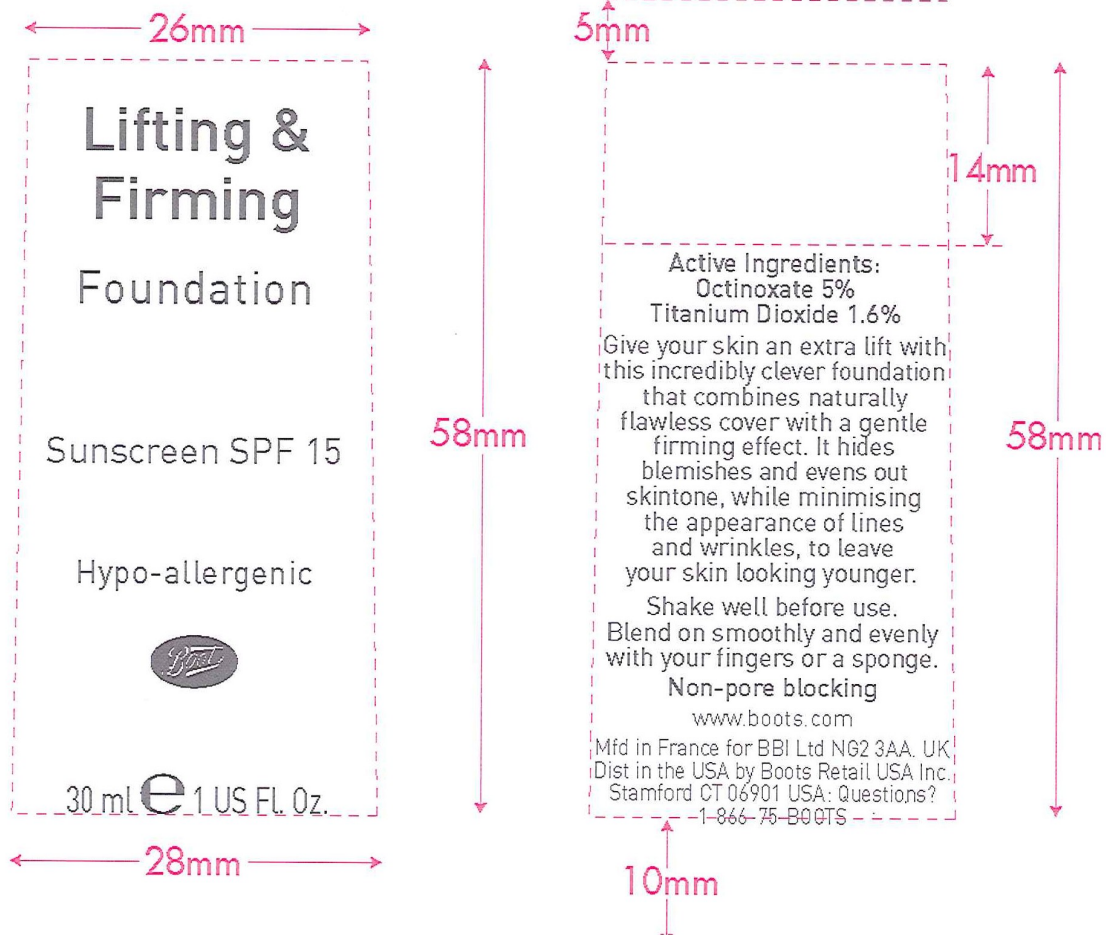 26mm
Lifting &
Firming
Foundation
Sunscreen SPF 15
Hypo-allergenic
Boots
30 ml e 1 US Fl. Oz.
28mm
58mm
5mm
14mm
Active Ingredients:
Octinoxate 5%
Titanium Dioxide 1.6%
Give your skin an extra lift with
this incredibly clever foundation
that combines naturally
flawless cover with a gentle
firming effect. It hides
blemishes and evens out
skintone, while minimising
the appearance of lines
and wrinkles, to leave
your skin looking younger.
Shake well before use.
Blend on smoothly and evenly
with your fingers or a sponge.
Non-pore blocking
www.boots.com
Mfd in France for BBI Ltd NG2 3AA. UK
Dist in the USA by Boots Retail USA Inc.
Stamford CT 06901 USA: Questions?
1-866-75-BOOTS
58mm
10mm